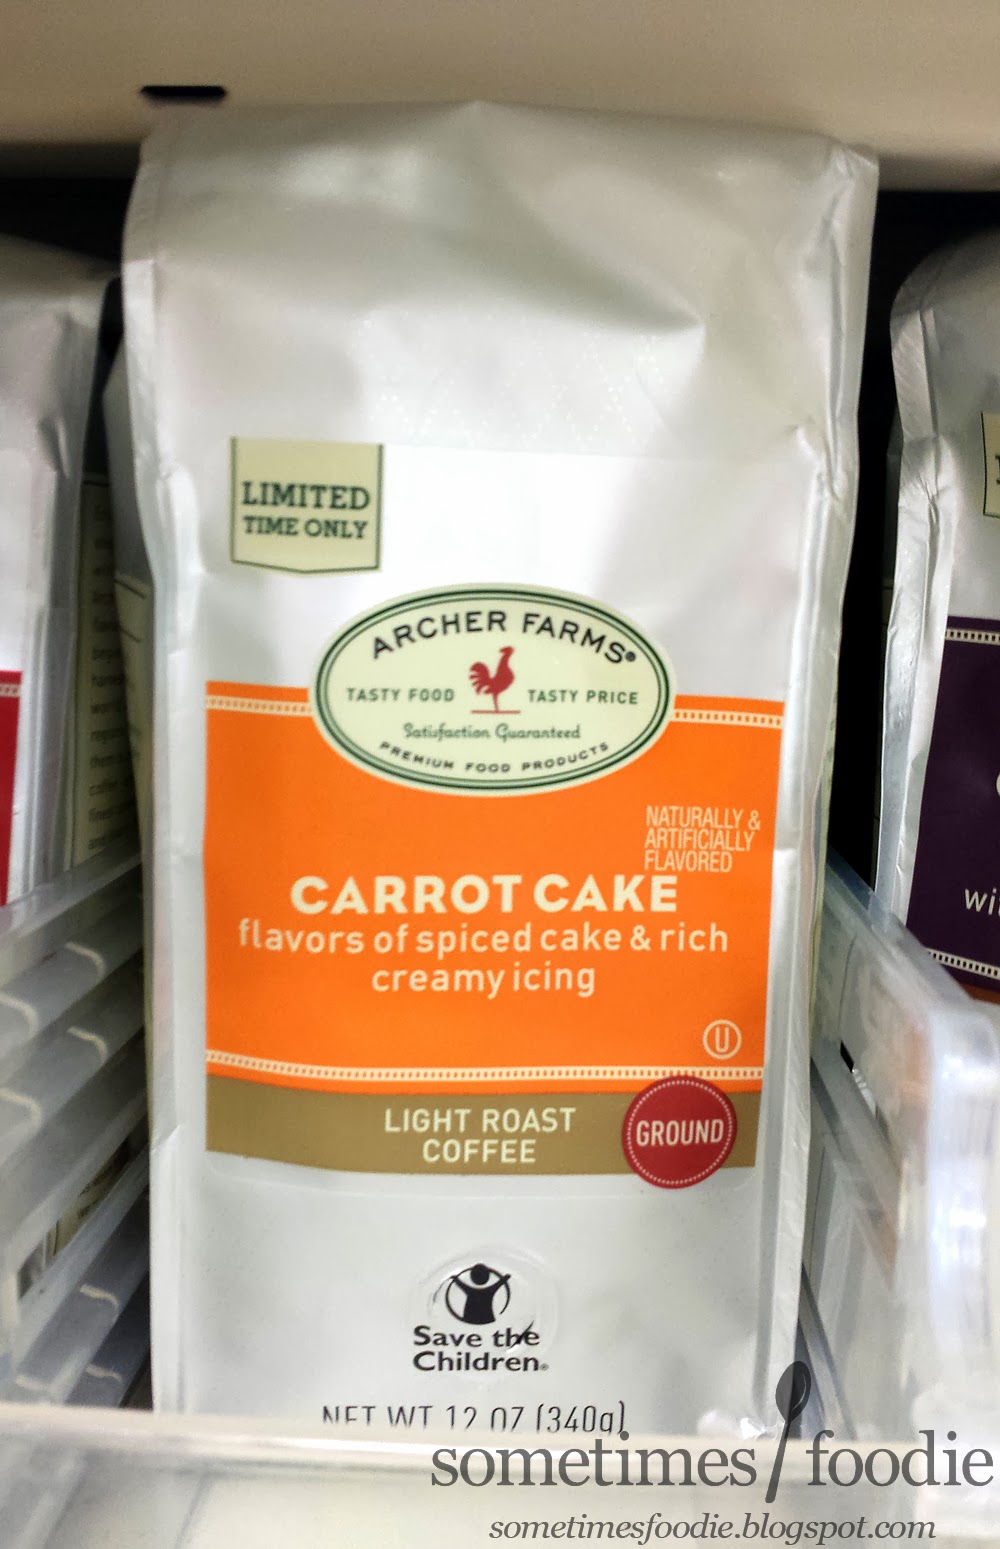 LIMITED
TIME ONLY
ARCHER FARMS®
TASTY FOOD TASTY PRICE
Satisfaction Guaranteed
PREMIUM FOOD PRODUCTS
NATURALLY &
ARTIFICIALLY
FLAVORED
CARROT CAKE
flavors of spiced cake & rich
creamy icing
U
LIGHT ROAST
COFFEE
GROUND
Save the
Children®
NET WT 12 OZ (340g)
sometimes foodie
sometimesfoodie.blogspot.com